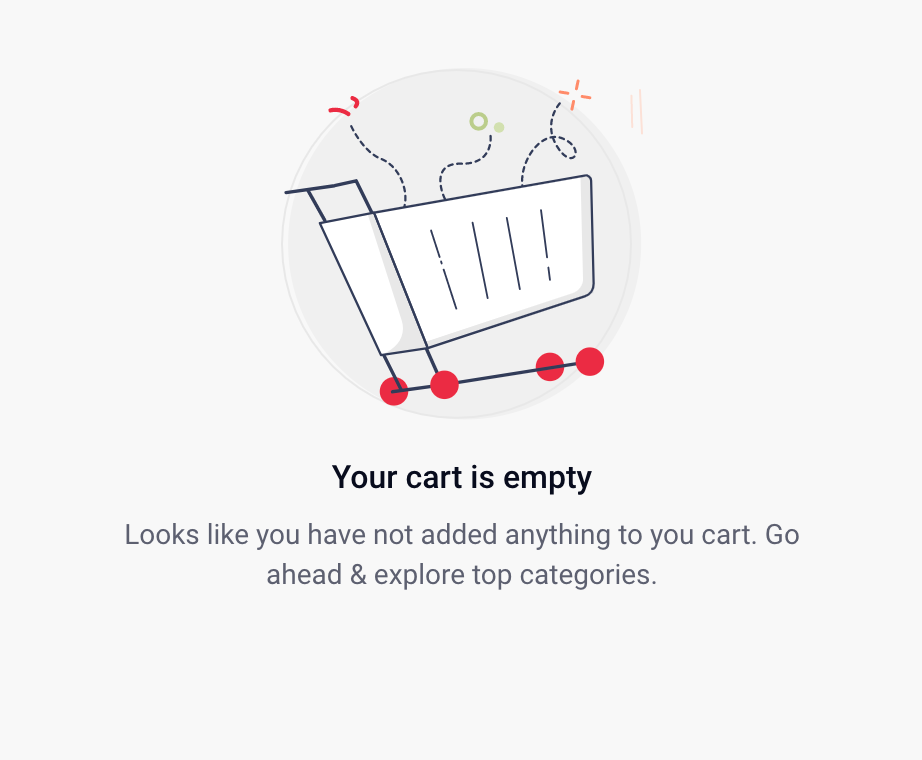 Your cart is empty
Looks like you have not added anything to you cart. Go
ahead & explore top categories.